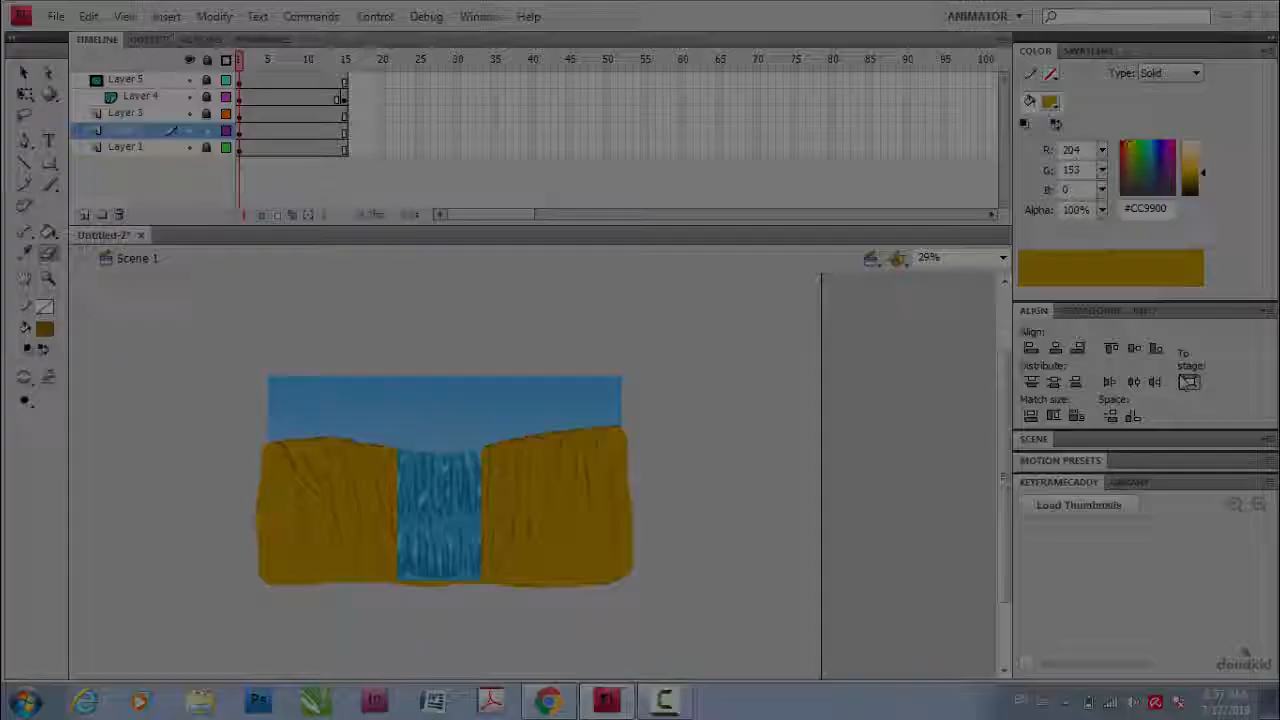 File Edit View Insert Modify Text Commands Control Debug Window Help
ANIMATOR
TIMELINE
COLOR
1 5 10 15 20 25 30 35 40 45 50 55 60 65 70 75 80 85 90 95 100
Type: Solid
Layer 5
Layer 4
Layer 3
Layer 1
R: 204
G: 153
B: 0
Alpha: 100%
#CC9900
Untitled-2*
Scene 1
29%
ALIGN
Align:
To
stage:
Distribute:
Match size: Space:
SCENE
MOTION PRESETS
KEYFRAMECADDY
Load Thumbnails
cloudkid